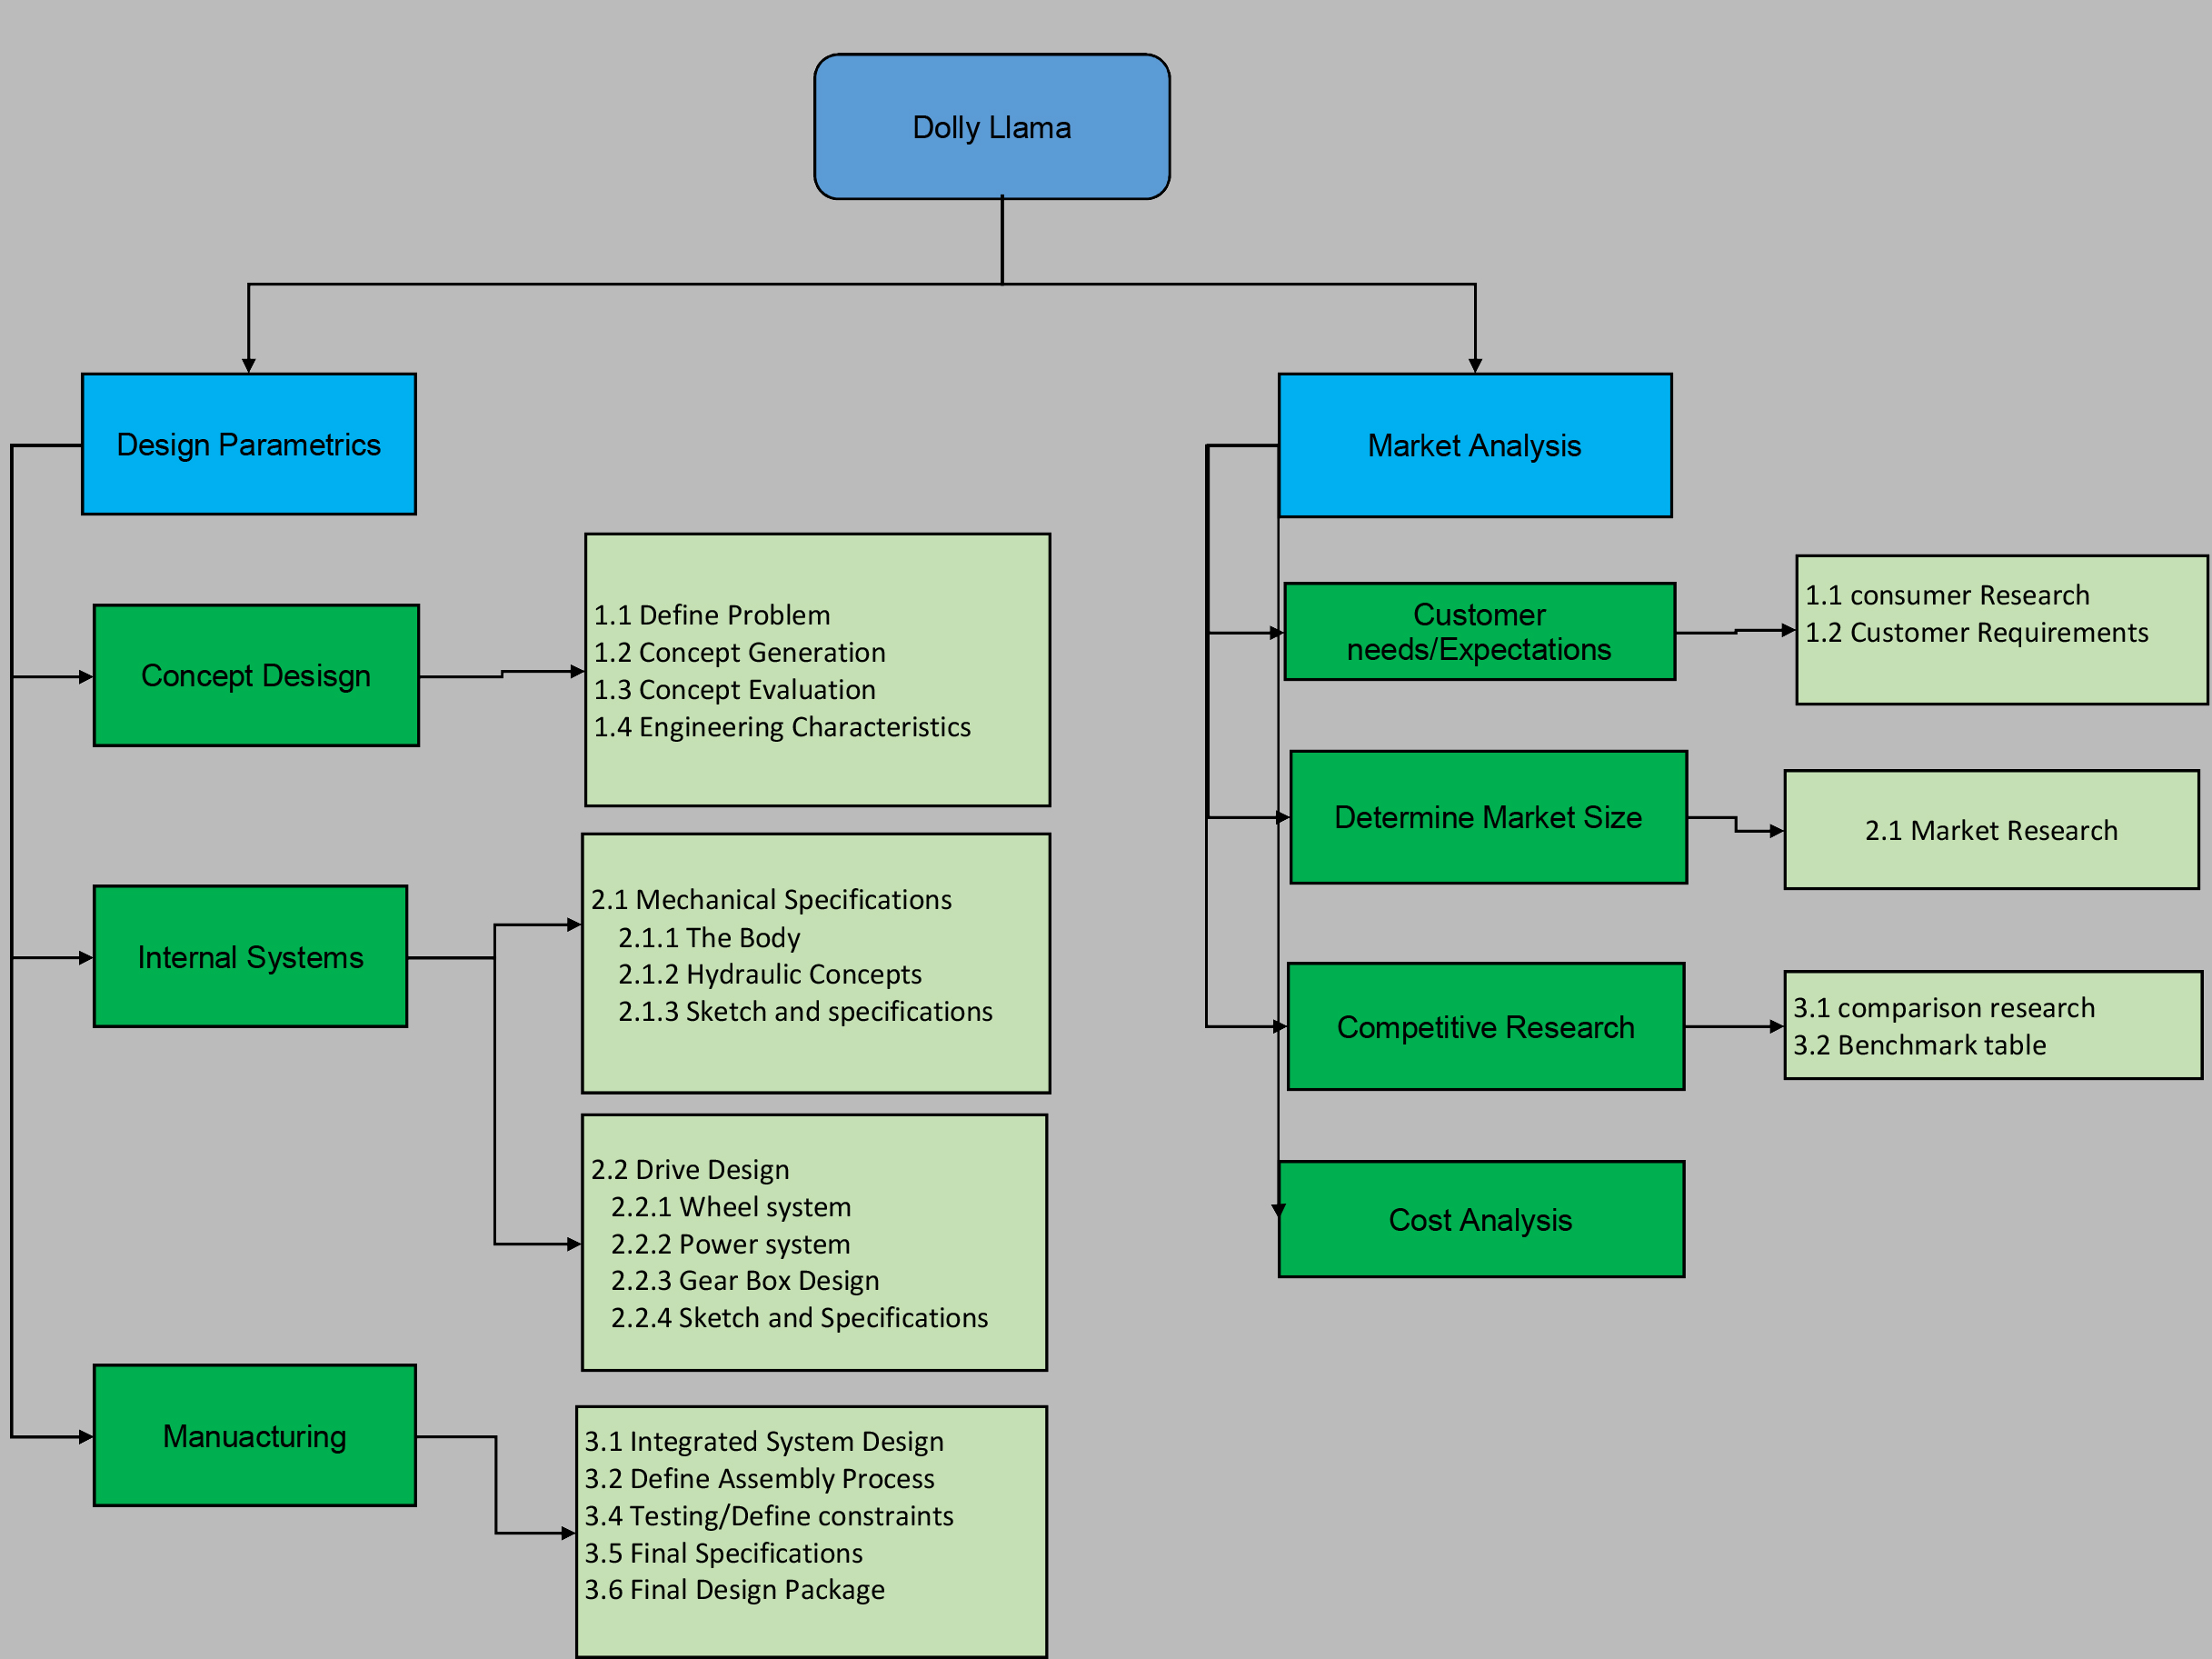 Dolly Llama
Design Parametrics
Market Analysis
Concept Desisgn
1.1 Define Problem
1.2 Concept Generation
1.3 Concept Evaluation
1.4 Engineering Characteristics
Internal Systems
2.1 Mechanical Specifications
2.1.1 The Body
2.1.2 Hydraulic Concepts
2.1.3 Sketch and specifications
2.2 Drive Design
2.2.1 Wheel system
2.2.2 Power system
2.2.3 Gear Box Design
2.2.4 Sketch and Specifications
Manuacturing
3.1 Integrated System Design
3.2 Define Assembly Process
3.4 Testing/Define constraints
3.5 Final Specifications
3.6 Final Design Package
Customer
needs/Expectations
1.1 consumer Research
1.2 Customer Requirements
Determine Market Size
2.1 Market Research
Competitive Research
3.1 comparison research
3.2 Benchmark table
Cost Analysis